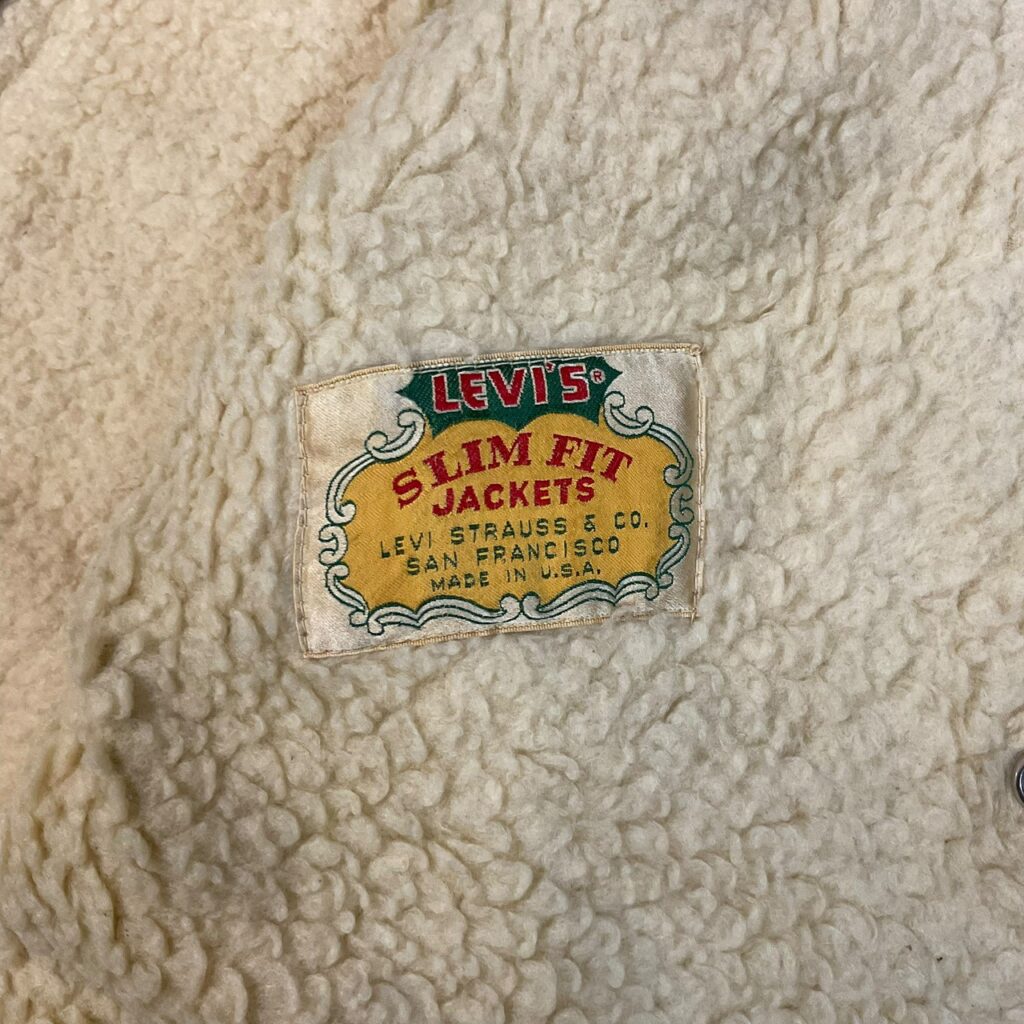 LEVI'S®
SLIM FIT
JACKETS
LEVI STRAUSS & CO.
SAN FRANCISCO
MADE IN U.S.A.